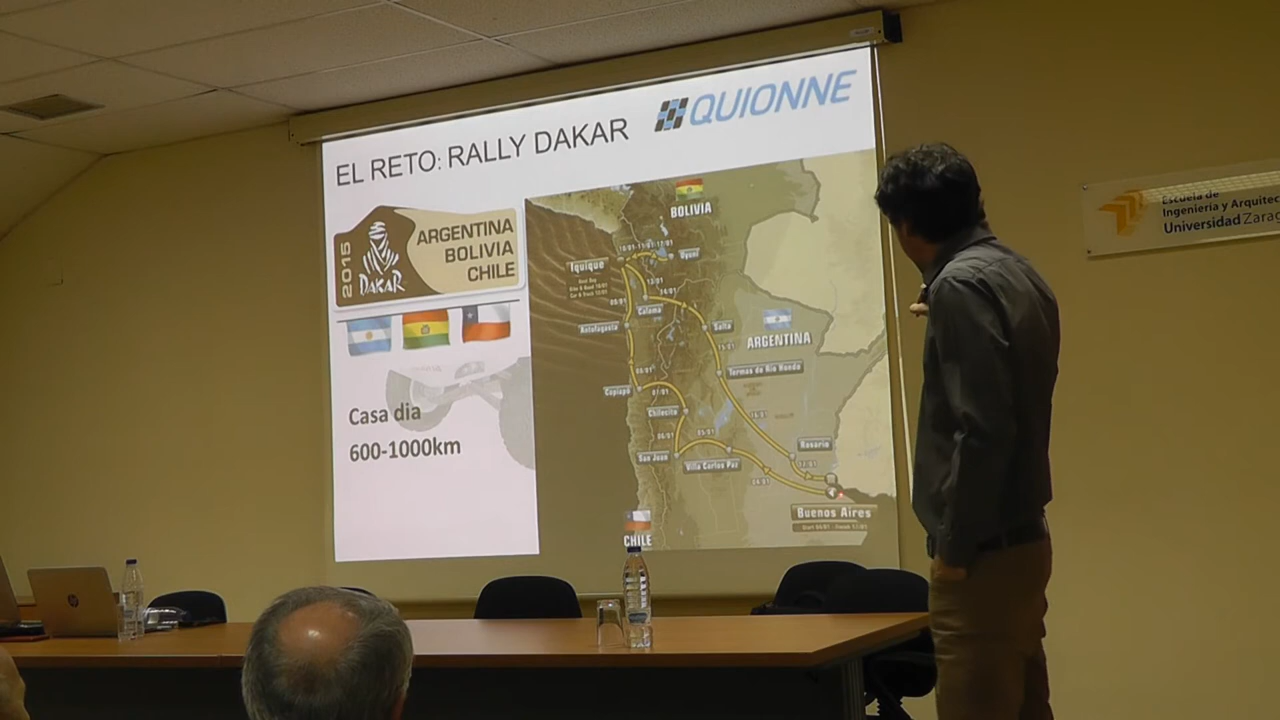 QUIONNE
EL RETO: RALLY DAKAR
2015
DAKAR
ARGENTINA
BOLIVIA
CHILE
Casa dia
600-1000km
BOLIVIA
Uyuni
Iquique
Calama
Antofagasta
Salta
ARGENTINA
Termas de Rio Hondo
Copiapó
Chilecito
San Juan
Villa Carlos Paz
Rosario
Buenos Aires
CHILE
Escuela de
Ingeniería y Arquitec
Universidad Zarag
hp